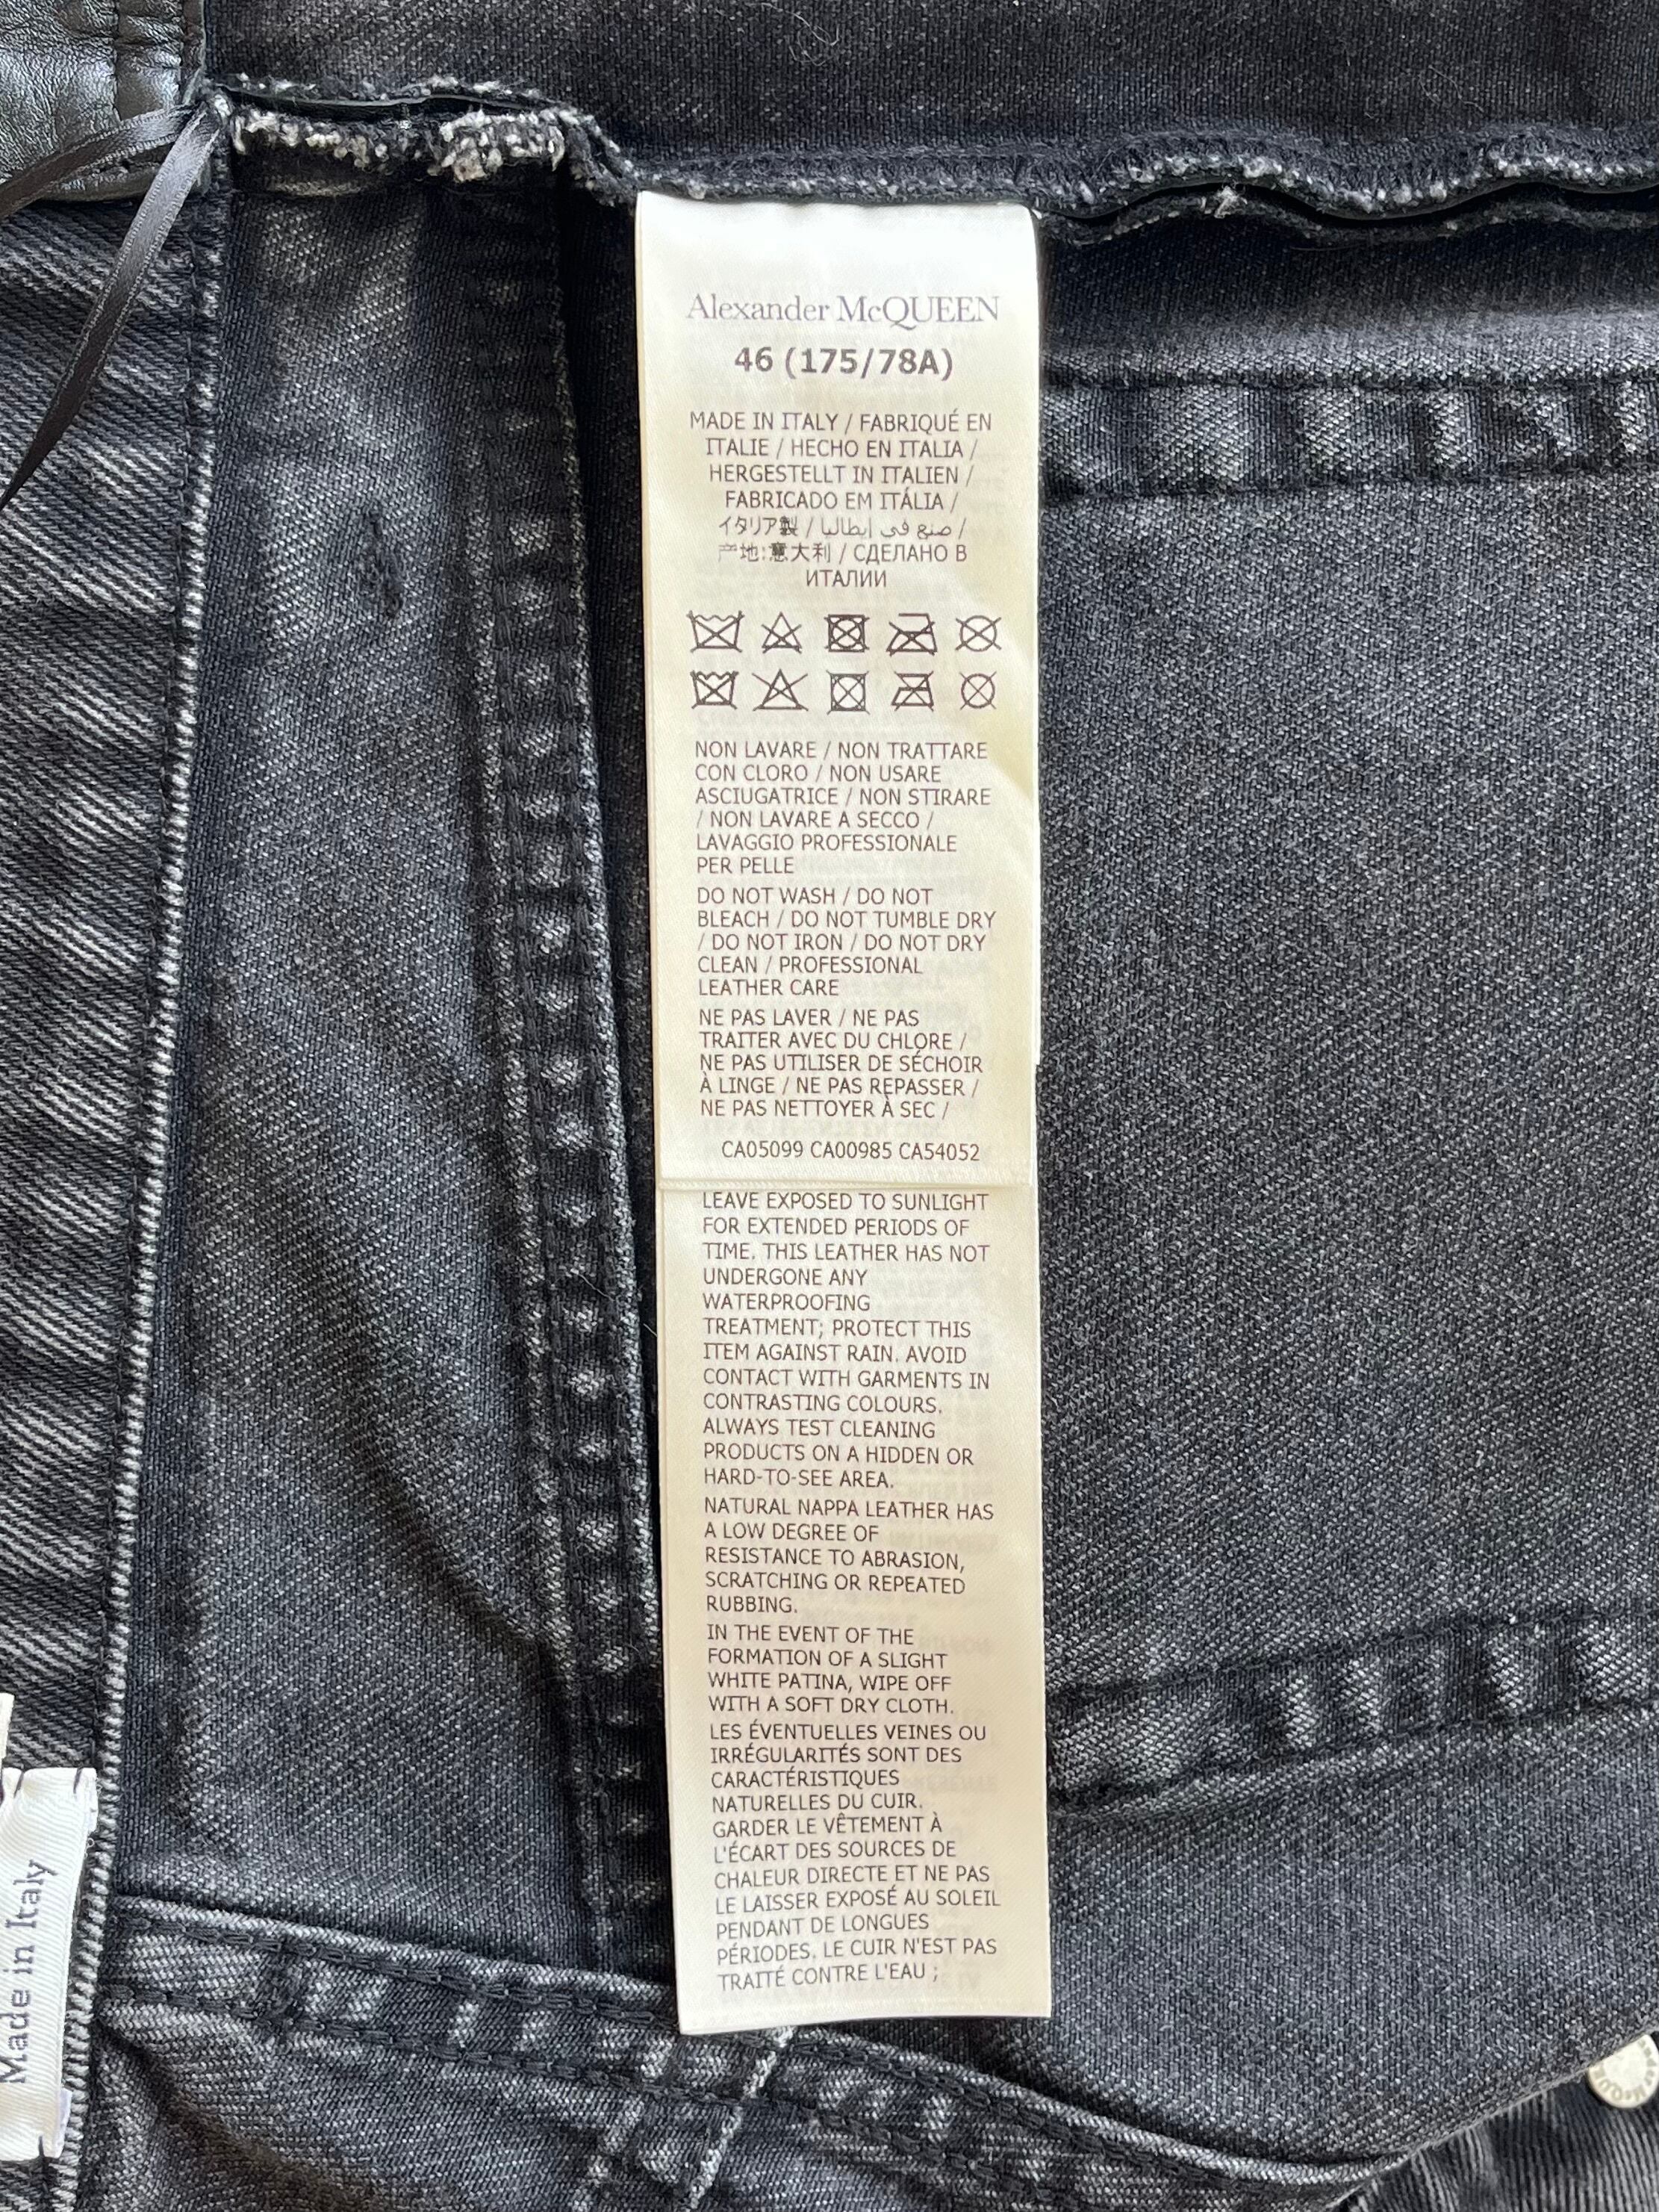 Alexander McQUEEN
46 (175/78A)
MADE IN ITALY / FABRIQUÉ EN
ITALIE / HECHO EN ITALIA /
HERGESTELLT IN ITALIEN /
FABRICADO EM ITÁLIA /
イタリア製 / صنع في إيطاليا /
产地:意大利 / СДЕЛАНО В
ИТАЛИИ
NON LAVARE / NON TRATTARE
CON CLORO / NON USARE
ASCIUGATRICE / NON STIRARE
/ NON LAVARE A SECCO /
LAVAGGIO PROFESSIONALE
PER PELLE
DO NOT WASH / DO NOT
BLEACH / DO NOT TUMBLE DRY
/ DO NOT IRON / DO NOT DRY
CLEAN / PROFESSIONAL
LEATHER CARE
NE PAS LAVER / NE PAS
TRAITER AVEC DU CHLORE /
NE PAS UTILISER DE SÉCHOIR
À LINGE / NE PAS REPASSER /
NE PAS NETTOYER À SEC /
CA05099 CA00985 CA54052
LEAVE EXPOSED TO SUNLIGHT
FOR EXTENDED PERIODS OF
TIME. THIS LEATHER HAS NOT
UNDERGONE ANY
WATERPROOFING
TREATMENT; PROTECT THIS
ITEM AGAINST RAIN. AVOID
CONTACT WITH GARMENTS IN
CONTRASTING COLOURS.
ALWAYS TEST CLEANING
PRODUCTS ON A HIDDEN OR
HARD-TO-SEE AREA.
NATURAL NAPPA LEATHER HAS
A LOW DEGREE OF
RESISTANCE TO ABRASION,
SCRATCHING OR REPEATED
RUBBING.
IN THE EVENT OF THE
FORMATION OF A SLIGHT
WHITE PATINA, WIPE OFF
WITH A SOFT DRY CLOTH.
LES ÉVENTUELLES VEINES OU
IRRÉGULARITÉS SONT DES
CARACTÉRISTIQUES
NATURELLES DU CUIR.
GARDER LE VÊTEMENT À
L'ÉCART DES SOURCES DE
CHALEUR DIRECTE ET NE PAS
LE LAISSER EXPOSÉ AU SOLEIL
PENDANT DE LONGUES
PÉRIODES. LE CUIR N'EST PAS
TRAITÉ CONTRE L'EAU ;
Made in Italy